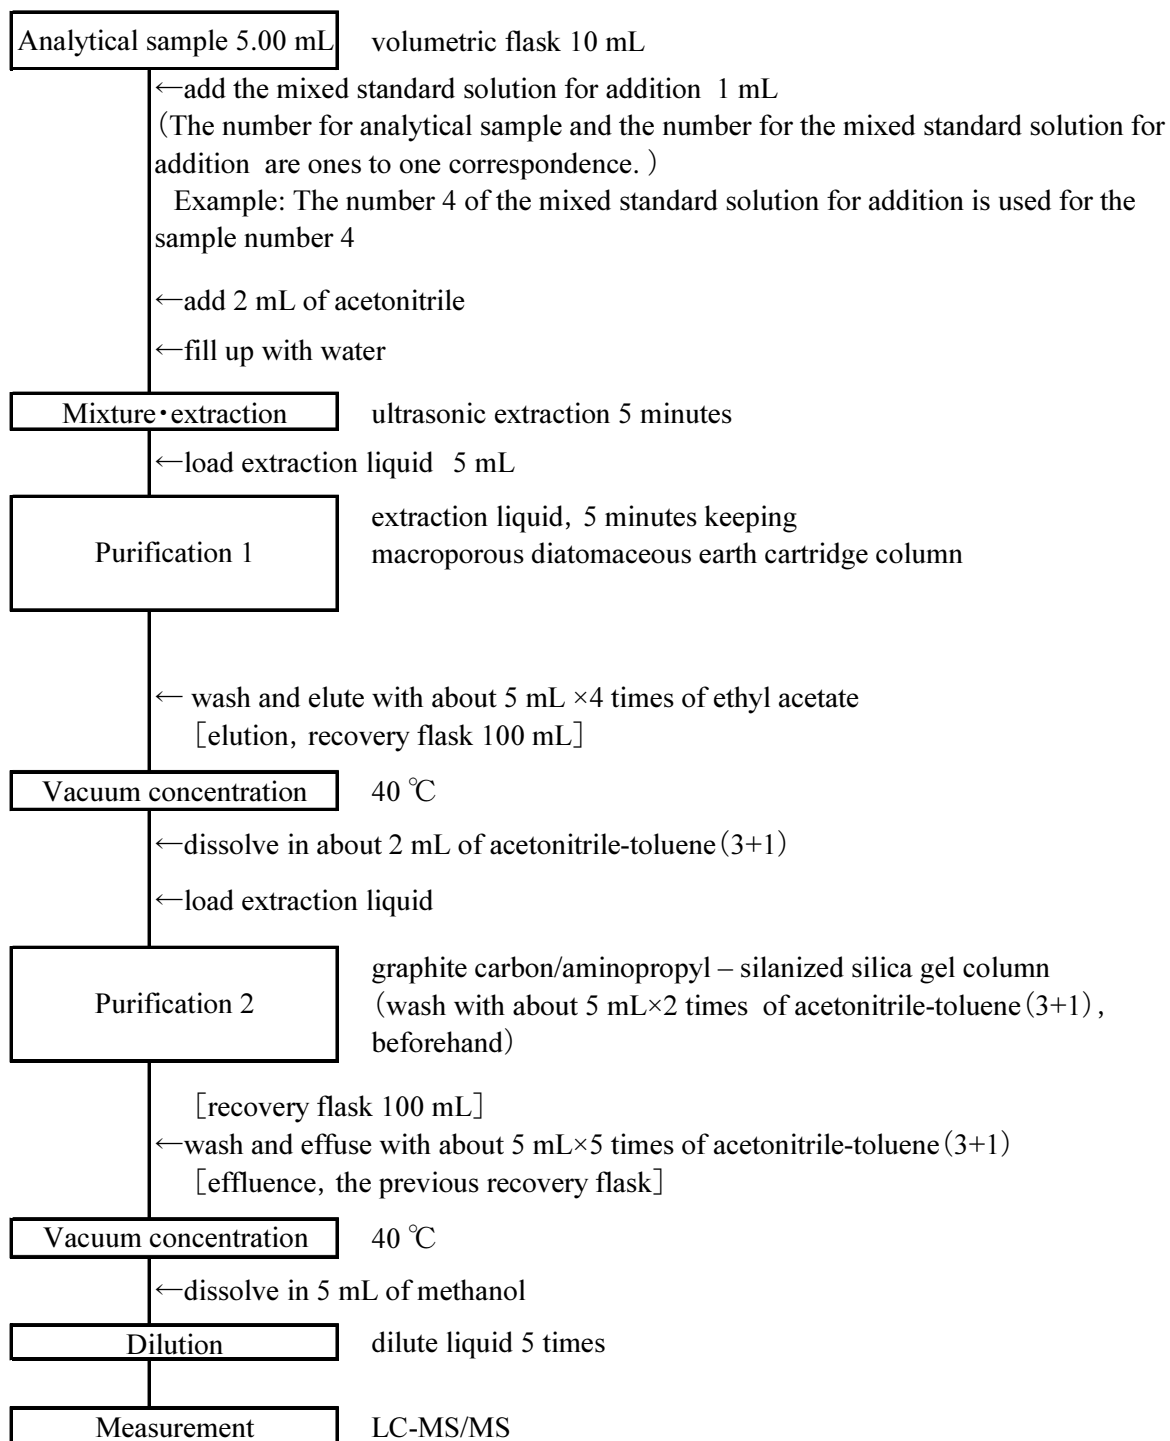 Analytical sample 5.00 mL volumetric flask 10 mL
←add the mixed standard solution for addition 1 mL
(The number for analytical sample and the number for the mixed standard solution for
addition are ones to one correspondence. )
Example: The number 4 of the mixed standard solution for addition is used for the
sample number 4
←add 2 mL of acetonitrile
←fill up with water
Mixture・extraction ultrasonic extraction 5 minutes
←load extraction liquid 5 mL
extraction liquid, 5 minutes keeping
Purification 1 macroporous diatomaceous earth cartridge column
← wash and elute with about 5 mL ×4 times of ethyl acetate
[elution, recovery flask 100 mL]
Vacuum concentration 40 ℃
←dissolve in about 2 mL of acetonitrile-toluene(3+1)
←load extraction liquid
graphite carbon/aminopropyl – silanized silica gel column
Purification 2 (wash with about 5 mL×2 times of acetonitrile-toluene(3+1),
beforehand)
[recovery flask 100 mL]
←wash and effuse with about 5 mL×5 times of acetonitrile-toluene(3+1)
[effluence, the previous recovery flask]
Vacuum concentration 40 ℃
←dissolve in 5 mL of methanol
Dilution dilute liquid 5 times
Measurement LC-MS/MS